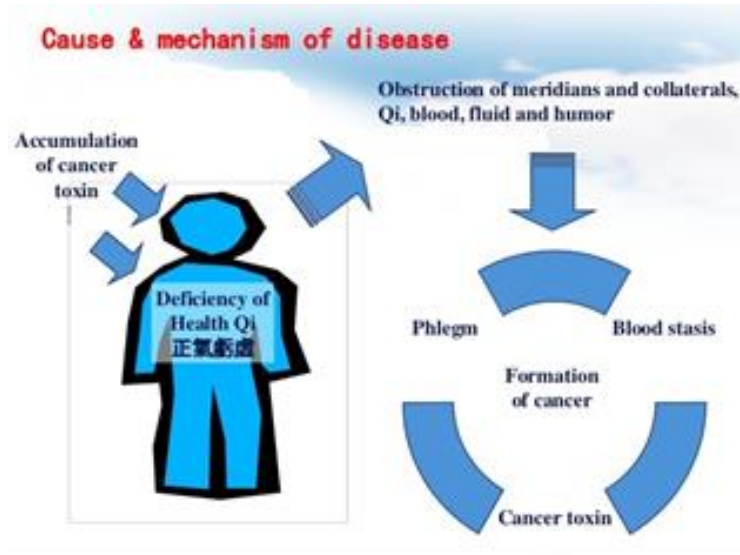 Cause & mechanism of disease
Obstruction of meridians and collaterals,
Qi, blood, fluid and humor
Accumulation
of cancer
toxin
Deficiency of
Health Qi
正氣虧虛
Phlegm
Blood stasis
Formation
of cancer
Cancer toxin